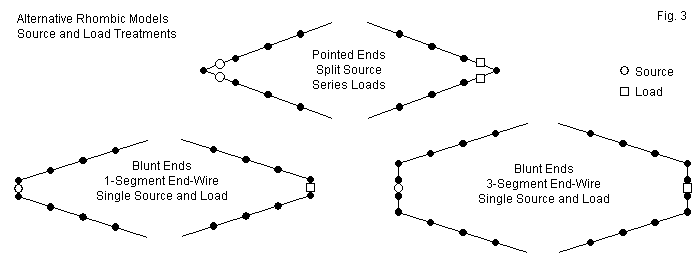 Alternative Rhombic Models
Source and Load Treatments
Fig. 3
Pointed Ends
Split Source
Series Loads
Source
Load
Blunt Ends
1-Segment End-Wire
Single Source and Load
Blunt Ends
3-Segment End-Wire
Single Source and Load